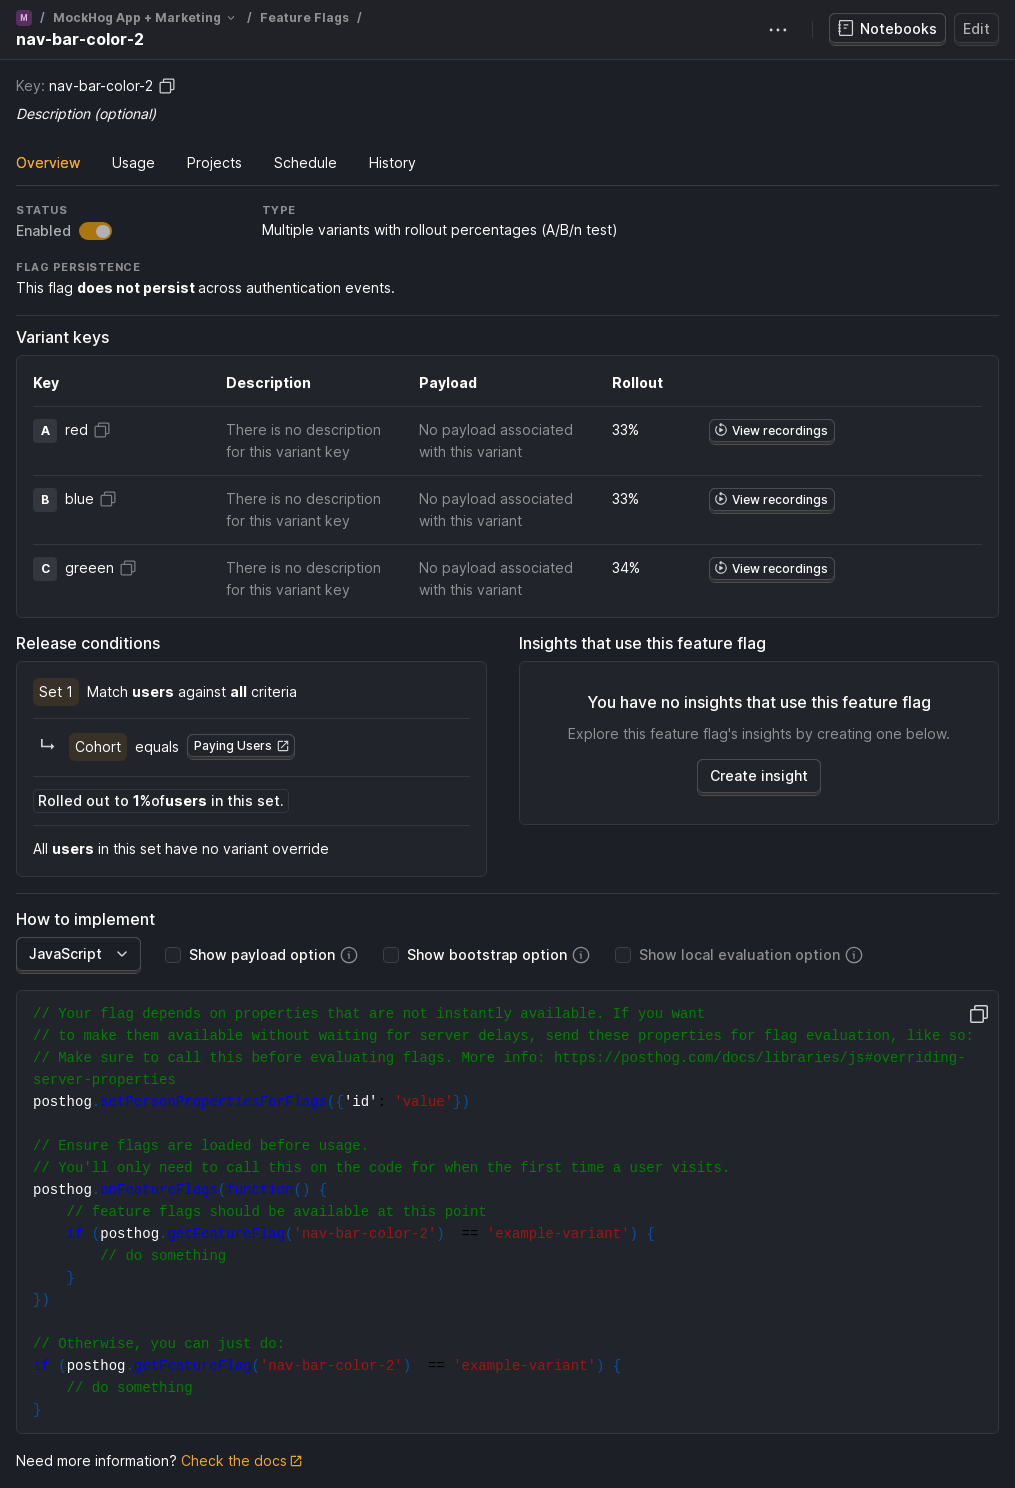 M / MockHog App + Marketing / Feature Flags /
nav-bar-color-2
Notebooks
Edit
Key: nav-bar-color-2
Description (optional)
Overview Usage Projects Schedule History
STATUS TYPE
Enabled Multiple variants with rollout percentages (A/B/n test)
FLAG PERSISTENCE
This flag does not persist across authentication events.
Variant keys
Key Description Payload Rollout
A red There is no description No payload associated 33% View recordings
for this variant key with this variant
B blue There is no description No payload associated 33% View recordings
for this variant key with this variant
C greeen There is no description No payload associated 34% View recordings
for this variant key with this variant
Release conditions
Set 1 Match users against all criteria
Cohort equals Paying Users
Rolled out to 1%ofusers in this set.
All users in this set have no variant override
Insights that use this feature flag
You have no insights that use this feature flag
Explore this feature flag's insights by creating one below.
Create insight
How to implement
JavaScript Show payload option Show bootstrap option Show local evaluation option
// Your flag depends on properties that are not instantly available. If you want
// to make them available without waiting for server delays, send these properties for flag evaluation, like so:
// Make sure to call this before evaluating flags. More info: https://posthog.com/docs/libraries/js#overriding-
server-properties
posthog.setPersonPropertiesForFlags({'id': 'value'})
// Ensure flags are loaded before usage.
// You'll only need to call this on the code for when the first time a user visits.
posthog.onFeatureFlags(function() {
// feature flags should be available at this point
if (posthog.getFeatureFlag('nav-bar-color-2')  == 'example-variant') {
// do something
}
})
// Otherwise, you can just do:
if (posthog.getFeatureFlag('nav-bar-color-2')  == 'example-variant') {
// do something
}
Need more information? Check the docs